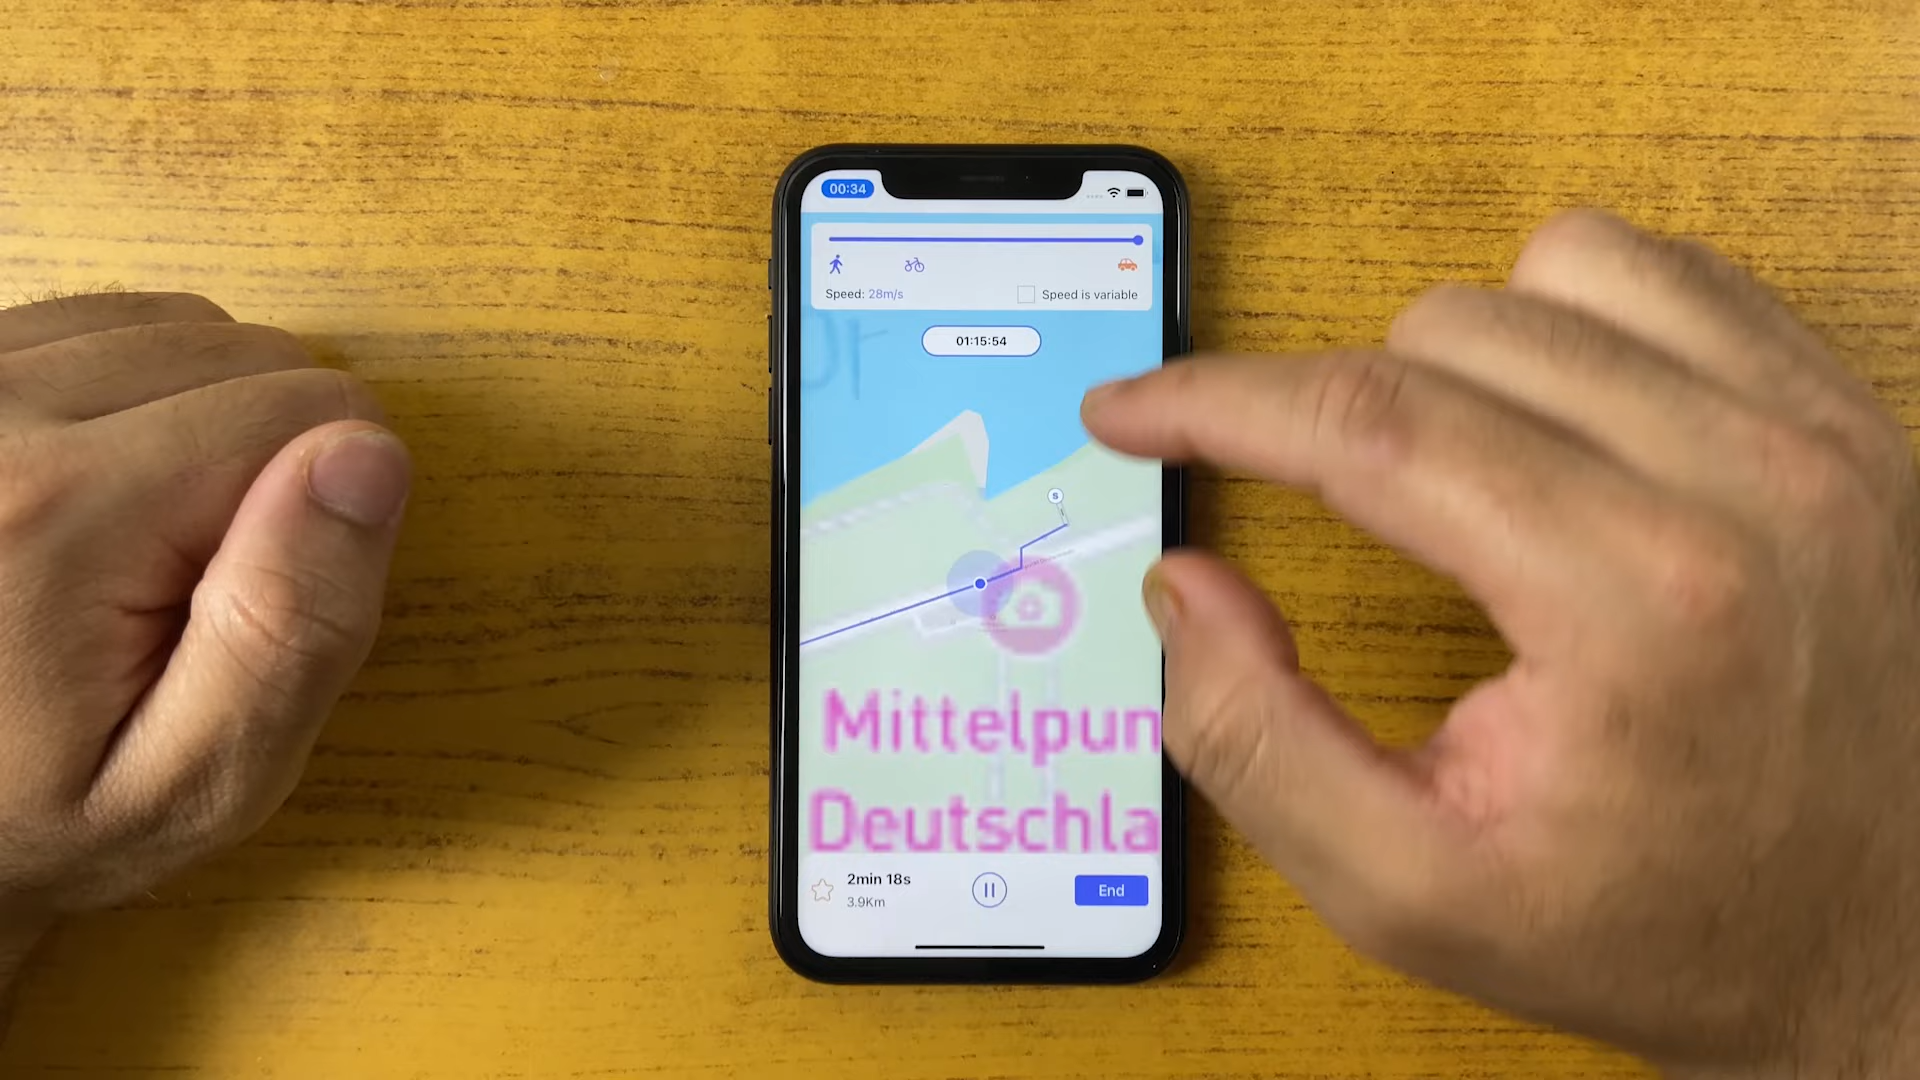 00:34
Speed: 28m/s
Speed is variable
01:15:54
S
Mittelpun
Deutschla
2min 18s
3.9Km
End